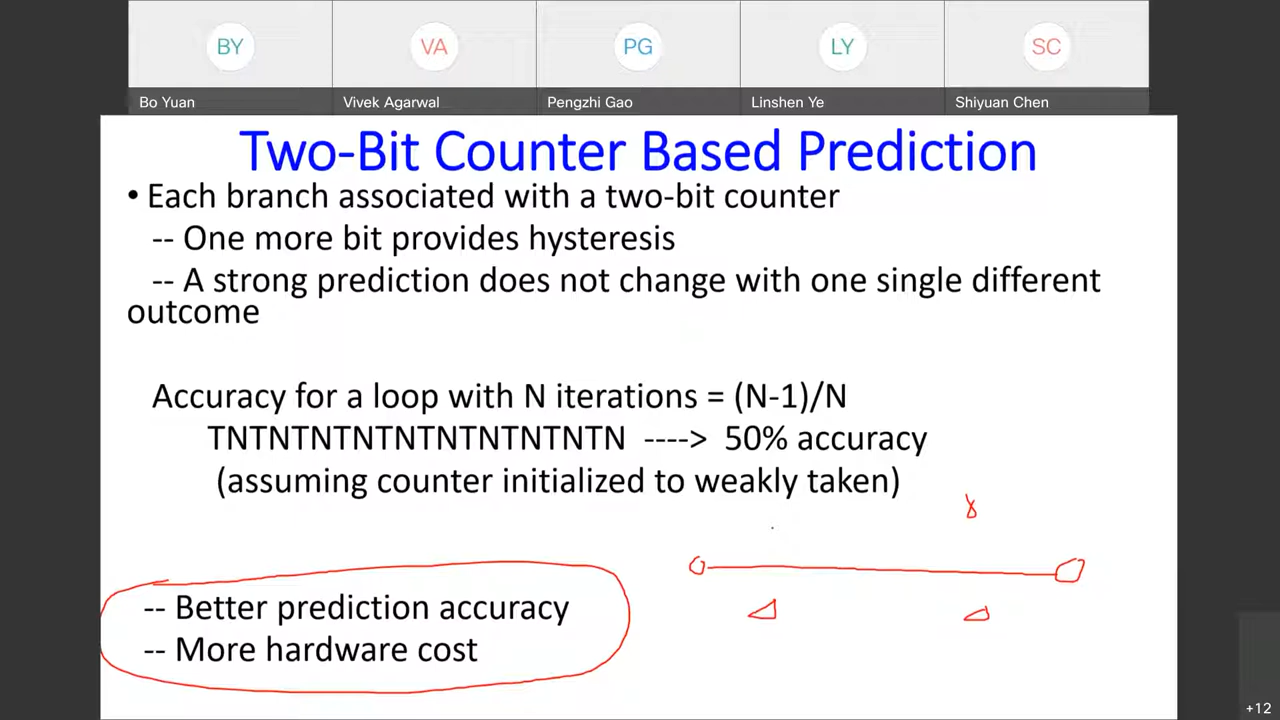 BY VA PG LY SC
Bo Yuan Vivek Agarwal Pengzhi Gao Linshen Ye Shiyuan Chen
Two-Bit Counter Based Prediction
• Each branch associated with a two-bit counter
-- One more bit provides hysteresis
-- A strong prediction does not change with one single different
outcome
Accuracy for a loop with N iterations = (N-1)/N
TNTNTNTNTNTNTNTNTNTN ----> 50% accuracy
(assuming counter initialized to weakly taken)
-- Better prediction accuracy
-- More hardware cost
+12